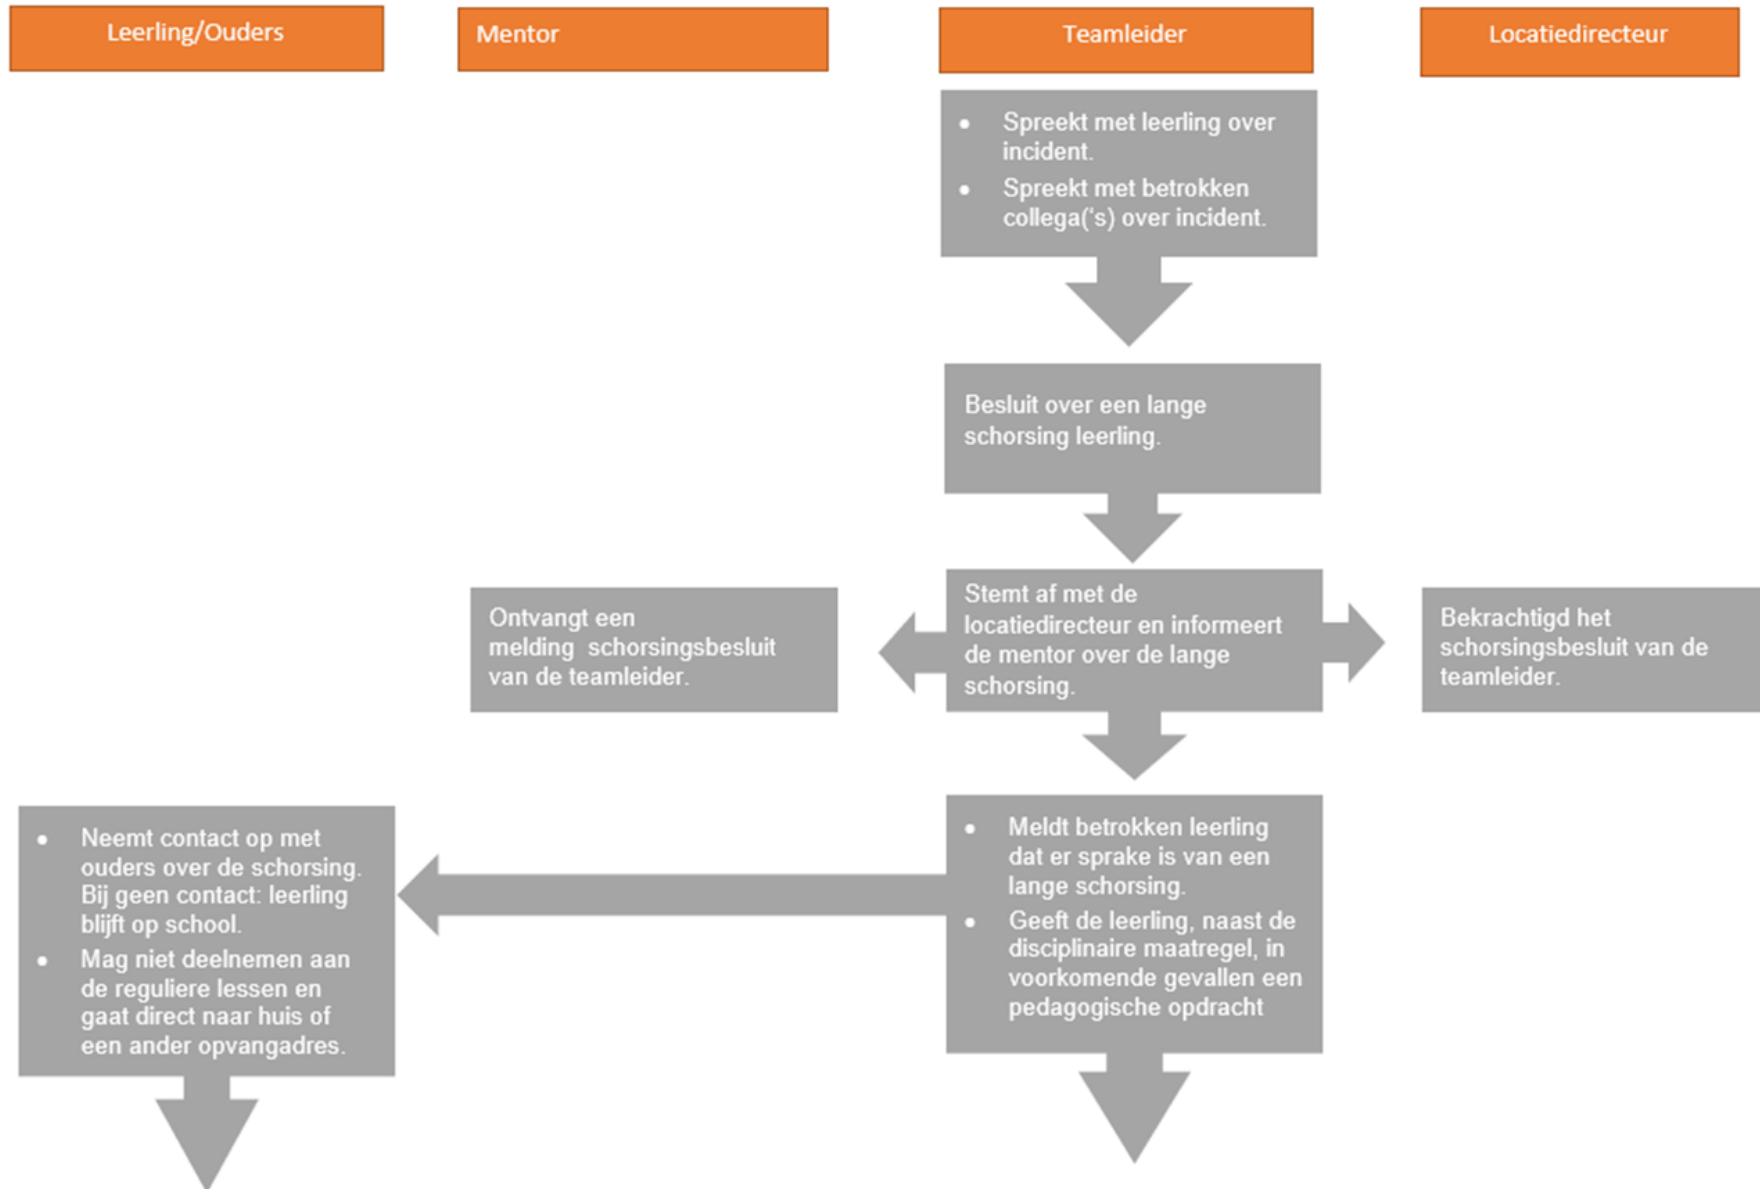 Leerling/Ouders
Mentor
Teamleider
Locatiedirecteur
• Spreekt met leerling over
incident.
• Spreekt met betrokken
collega('s) over incident.
Besluit over een lange
schorsing leerling.
Ontvangt een
melding schorsingsbesluit
van de teamleider.
Stemt af met de
locatiedirecteur en informeert
de mentor over de lange
schorsing.
Bekrachtigd het
schorsingsbesluit van de
teamleider.
• Neemt contact op met
ouders over de schorsing.
Bij geen contact: leerling
blijft op school.
• Mag niet deelnemen aan
de reguliere lessen en
gaat direct naar huis of
een ander opvangadres.
• Meldt betrokken leerling
dat er sprake is van een
lange schorsing.
• Geeft de leerling, naast de
disciplinaire maatregel, in
voorkomende gevallen een
pedagogische opdracht